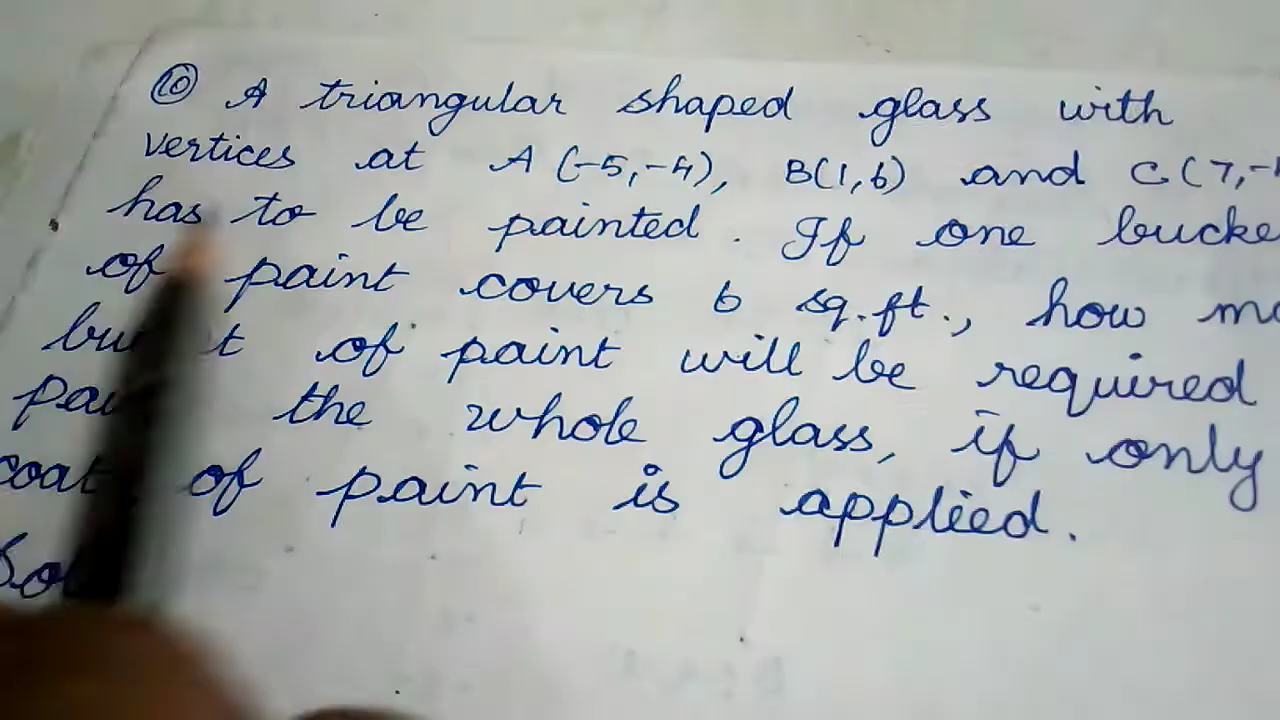 10 A triangular shaped glass with
vertices at A (-5,-4), B(1,6) and C(7,-
has to be painted. If one bucke
of paint covers 6 sq.ft., how
of paint will be required
the whole glass, if only
coat of paint is applied.